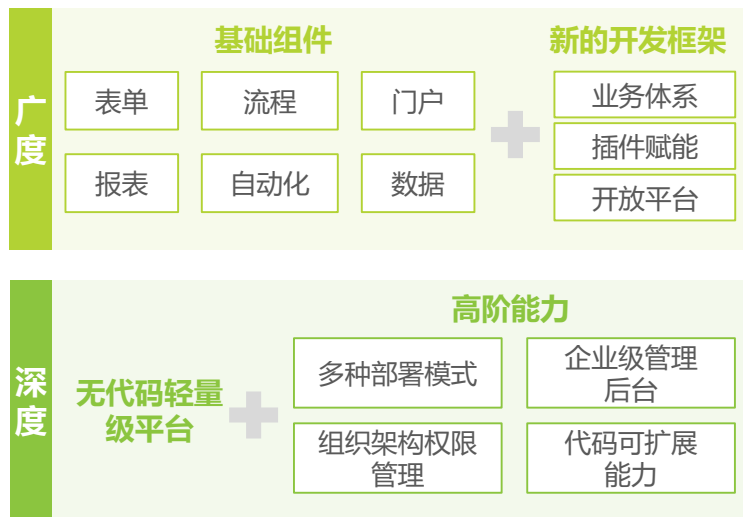 广度
基础组件
新的开发框架
表单
流程
门户
业务体系
插件赋能
报表
自动化
数据
开放平台
深度
高阶能力
无代码轻量
级平台
多种部署模式
企业级管理
后台
组织架构权限
管理
代码可扩展
能力